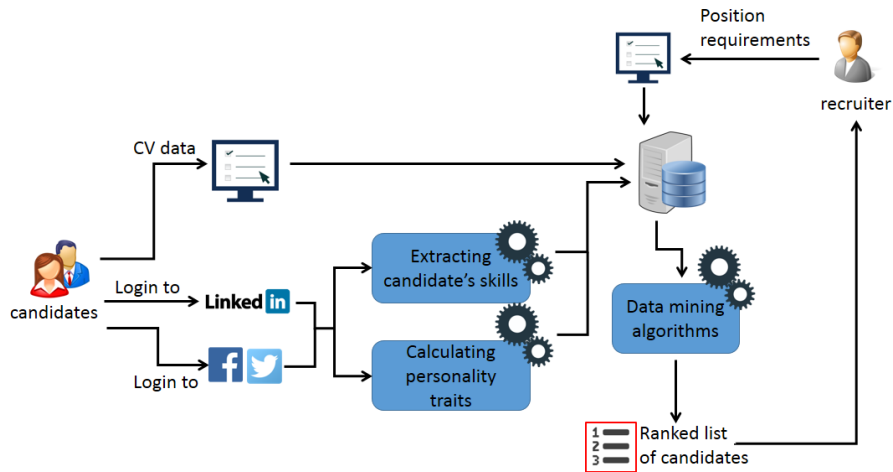 Position
requirements
recruiter
CV data
Extracting
candidate's skills
Login to
Linked in
candidates
Data mining
algorithms
Calculating
personality
traits
f
Login to
1
2
3
Ranked list
of candidates